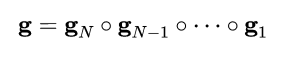 𝐠 = 𝐠_N ∘ 𝐠_{N−1} ∘ ⋯ ∘ 𝐠_1